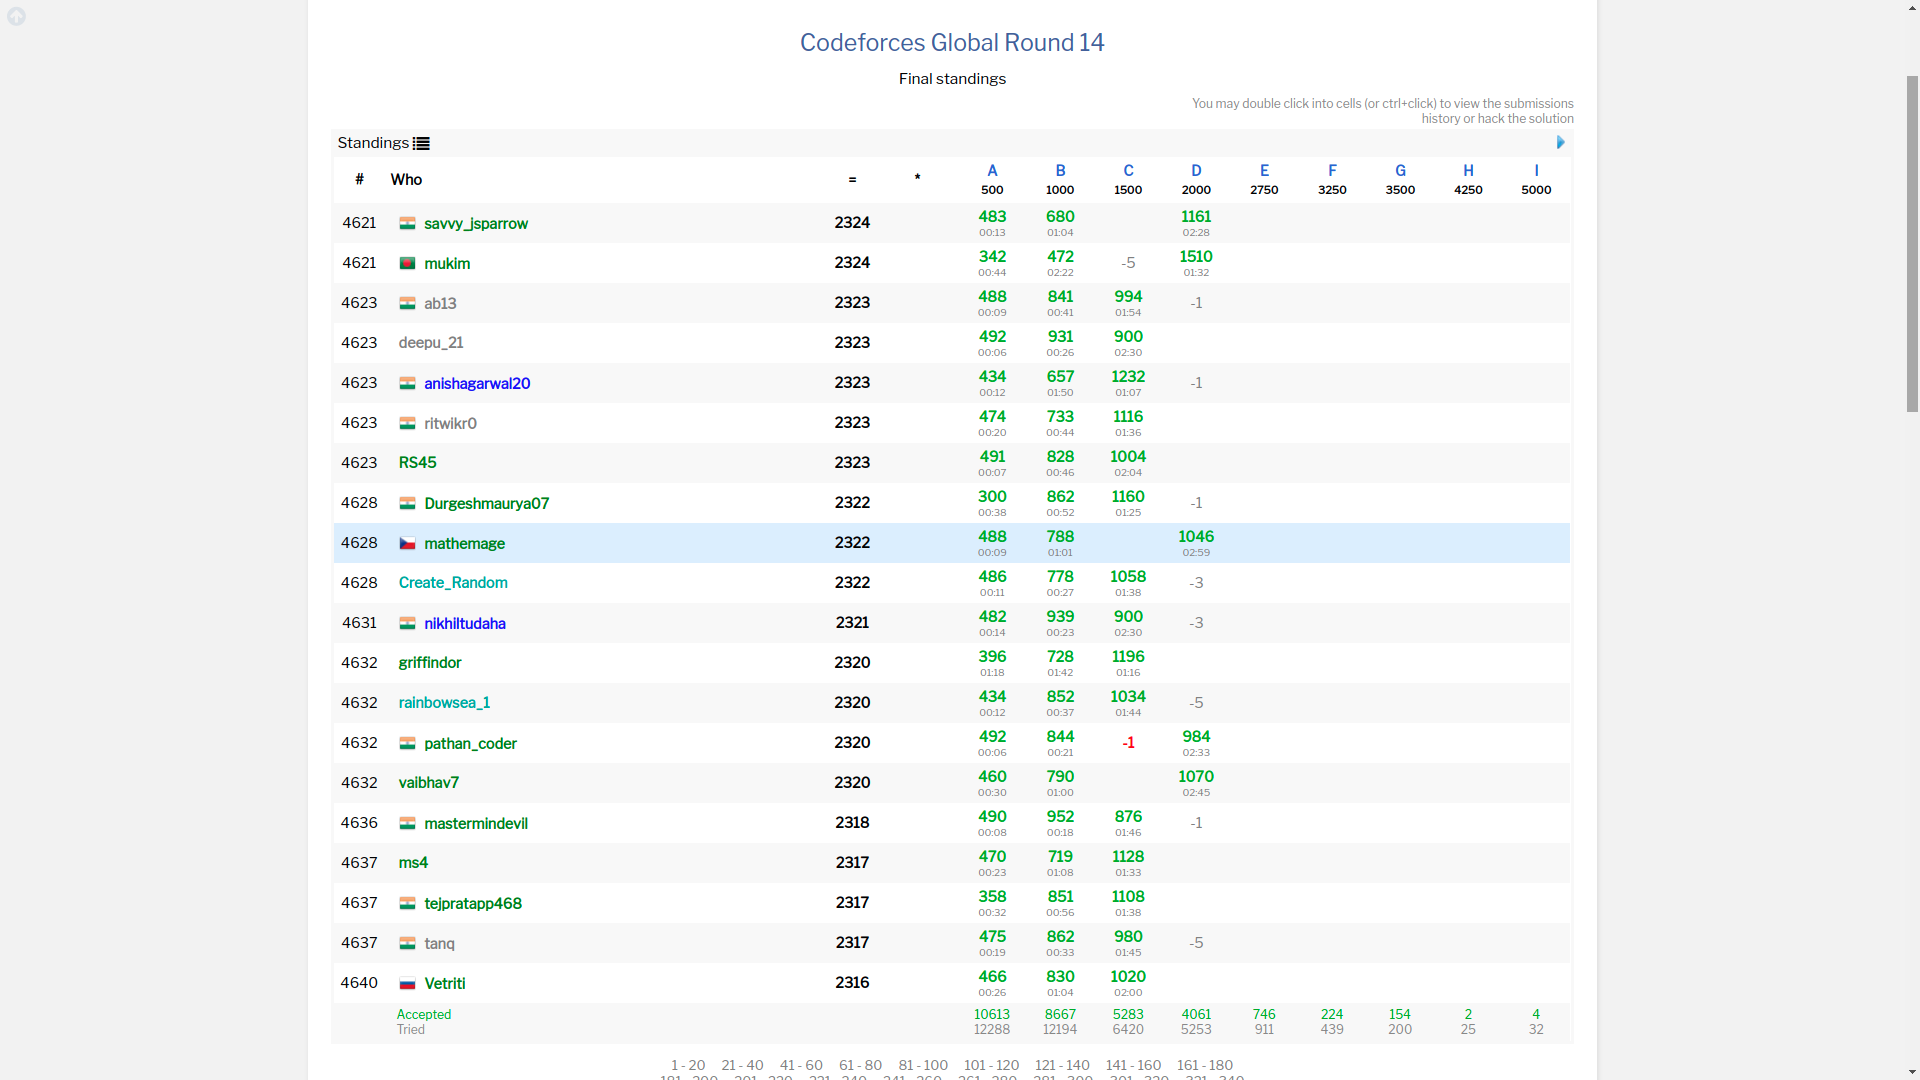 Codeforces Global Round 14
Final standings
You may double click into cells (or ctrl+click) to view the submissions
history or hack the solution
Standings
# Who = * A B C D E F G H I
500 1000 1500 2000 2750 3250 3500 4250 5000
4621 savvy_jsparrow 2324 483 680 1161
00:13 01:04 02:28
4621 mukim 2324 342 472 -5 1510
00:44 02:22 01:32
4623 ab13 2323 488 841 994 -1
00:09 00:41 01:54
4623 deepu_21 2323 492 931 900
00:06 00:26 02:30
4623 anishagarwal20 2323 434 657 1232 -1
00:12 01:50 01:07
4623 ritwikr0 2323 474 733 1116
00:20 00:44 01:36
4623 RS45 2323 491 828 1004
00:07 00:46 02:04
4628 Durgeshmaurya07 2322 300 862 1160 -1
00:38 00:52 01:25
4628 mathemage 2322 488 788 1046
00:09 01:01 02:59
4628 Create_Random 2322 486 778 1058 -3
00:11 00:27 01:38
4631 nikhiltudaha 2321 482 939 900 -3
00:14 00:23 02:30
4632 griffindor 2320 396 728 1196
01:18 01:42 01:16
4632 rainbowsea_1 2320 434 852 1034 -5
00:12 00:37 01:44
4632 pathan_coder 2320 492 844 -1 984
00:06 00:21 02:33
4632 vaibhav7 2320 460 790 1070
00:30 01:00 02:45
4636 mastermindevil 2318 490 952 876 -1
00:08 00:18 01:46
4637 ms4 2317 470 719 1128
00:23 01:08 01:33
4637 tejpratapp468 2317 358 851 1108
00:32 00:56 01:38
4637 tanq 2317 475 862 980 -5
00:19 00:33 01:45
4640 Vetriti 2316 466 830 1020
00:26 01:04 02:00
Accepted 10613 8667 5283 4061 746 224 154 2 4
Tried 12288 12194 6420 5253 911 439 200 25 32
1 - 20 21 - 40 41 - 60 61 - 80 81 - 100 101 - 120 121 - 140 141 - 160 161 - 180
181 - 200 201 - 220 221 - 240 241 - 260 261 - 280 281 - 300 301 - 320 321 - 340